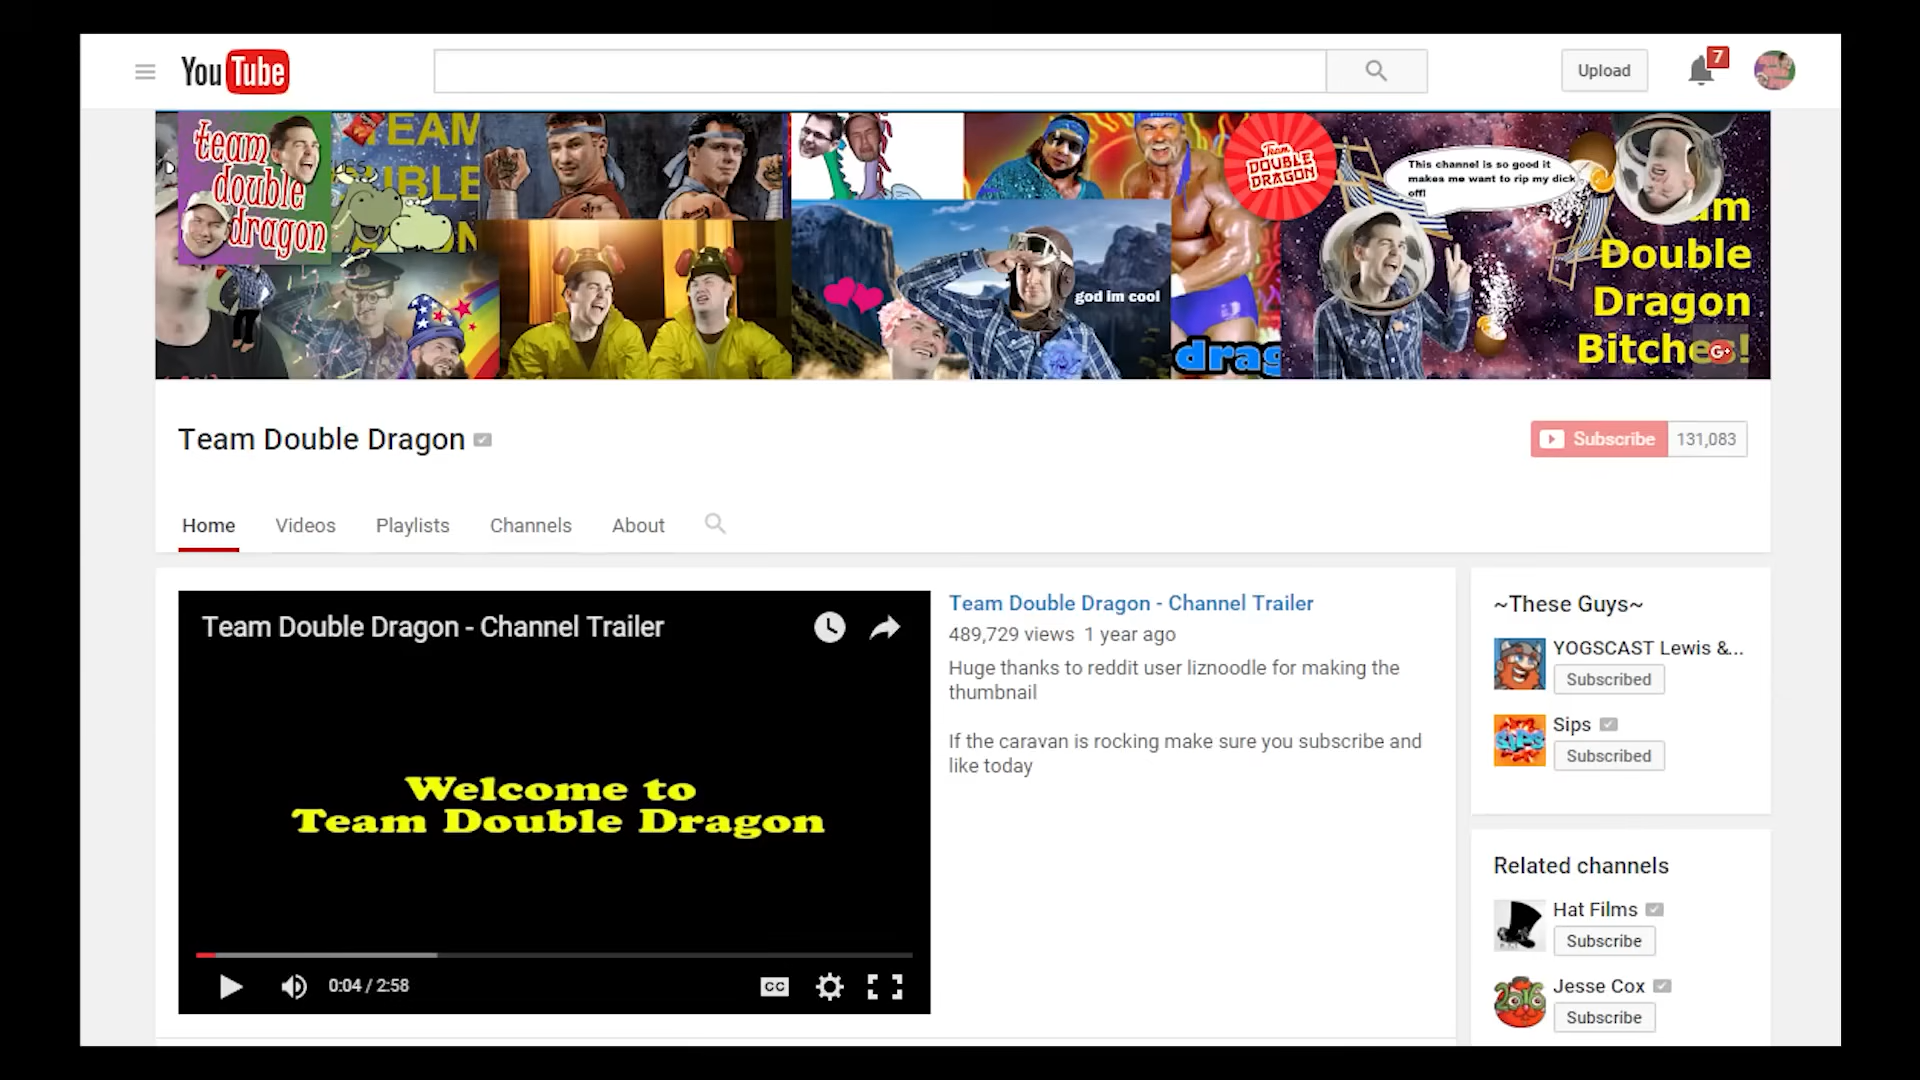 YouTube
Upload
7
team
double
dragon
TEAM
This channel is so good it
makes me want to rip my dick
off!
Team
DOUBLE
DRAGON
god im cool
drag
Double
Dragon
Bitches!
G+
Team Double Dragon
Subscribe
131,083
Home
Videos
Playlists
Channels
About
Team Double Dragon - Channel Trailer
Welcome to
Team Double Dragon
0:04 / 2:58
CC
Team Double Dragon - Channel Trailer
489,729 views 1 year ago
Huge thanks to reddit user liznoodle for making the
thumbnail
If the caravan is rocking make sure you subscribe and
like today
~These Guys~
YOGSCAST Lewis &...
Subscribed
SIPS
Sips
Subscribed
Related channels
Hat Films
Subscribe
Jesse Cox
Subscribe